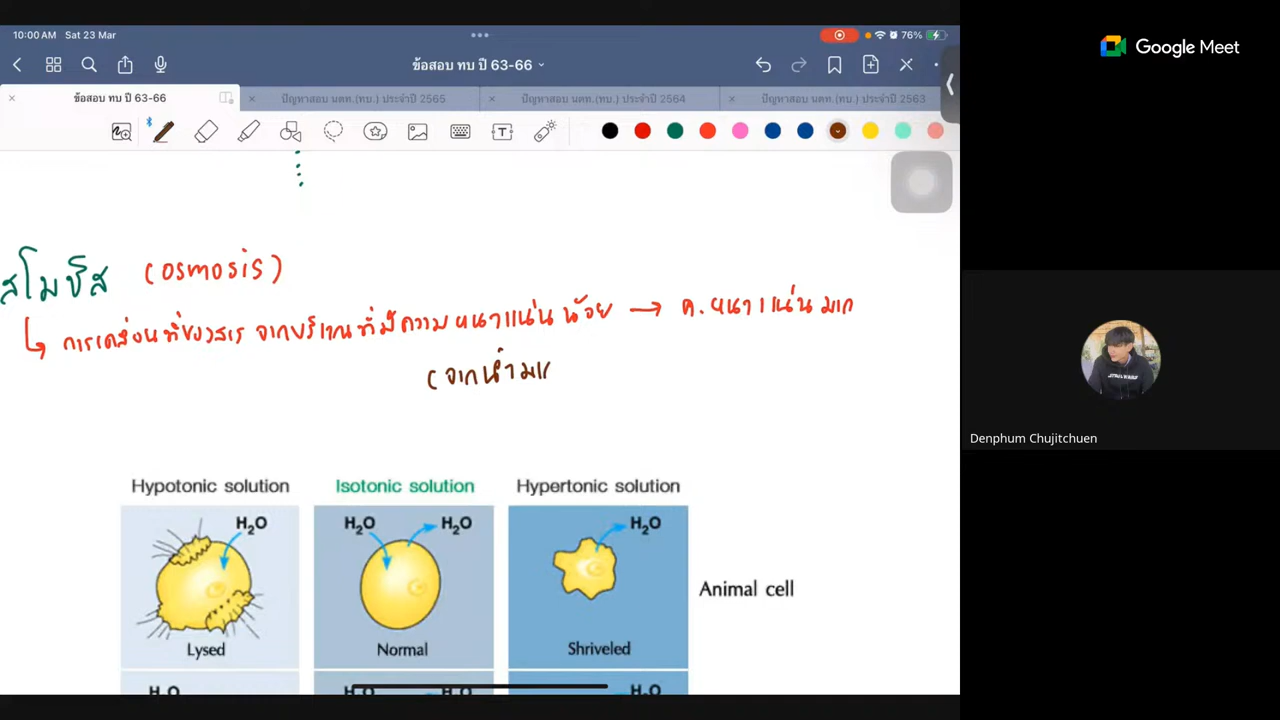 10:00 AM Sat 23 Mar
76%
Google Meet
ข้อสอบ ทบ ปี 63-66
ข้อสอบ ทบ ปี 63-66
ปัญหาสอบ นตท.(ทบ.) ประจำปี 2565
ปัญหาสอบ นตท.(ทบ.) ประจำปี 2564
ปัญหาสอบ นตท.(ทบ.) ประจำปี 2563
สโมซิส (osmosis)
การเคลื่อนที่ของสาร จากบริเวณที่มีความหนาแน่นน้อย → ค.หนาแน่นมาก
(จากน้ำมา
Hypotonic solution
Isotonic solution
Hypertonic solution
H₂O
H₂O
H₂O
H₂O
Animal cell
Lysed
Normal
Shriveled
H₂O
H₂O
H₂O
Denphum Chujitchuen